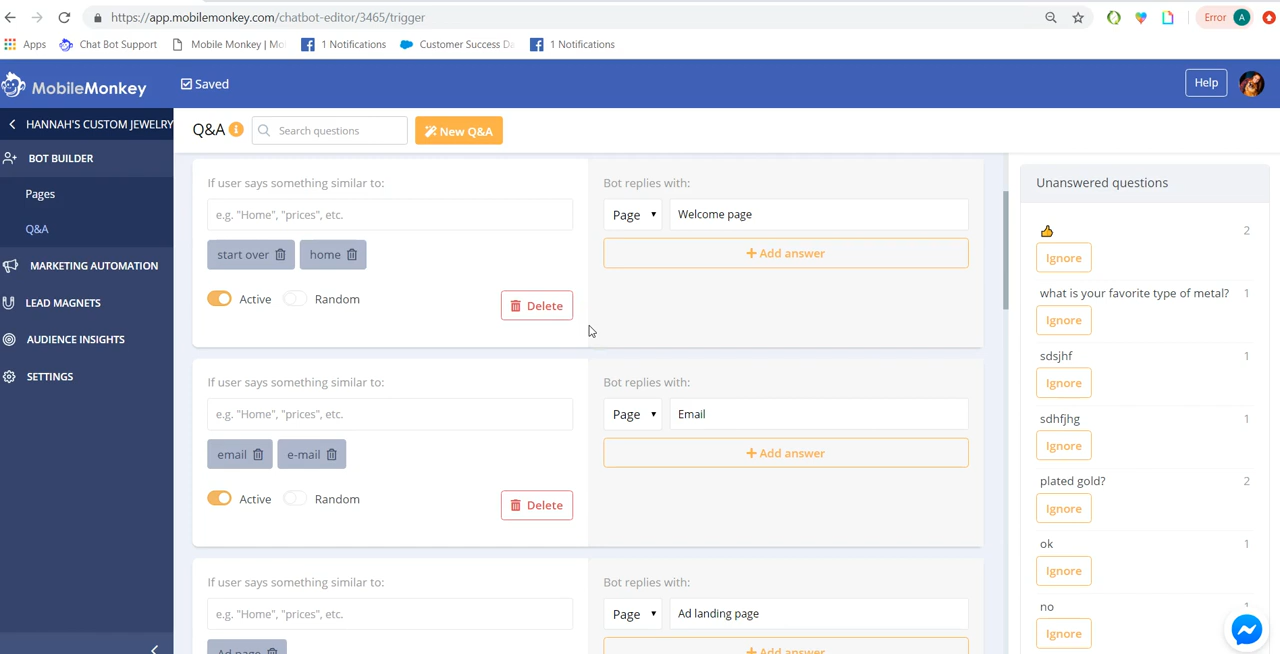 https://app.mobilemonkey.com/chatbot-editor/3465/trigger
Error A
Apps Chat Bot Support Mobile Monkey | Mo 1 Notifications Customer Success Da 1 Notifications
MobileMonkey Saved Help
HANNAH'S CUSTOM JEWELRY
Q&A i Search questions New Q&A
BOT BUILDER
Pages
Q&A
MARKETING AUTOMATION
LEAD MAGNETS
AUDIENCE INSIGHTS
SETTINGS
If user says something similar to: Bot replies with:
e.g. "Home", "prices", etc. Page Welcome page
start over home + Add answer
Active Random Delete
If user says something similar to: Bot replies with:
e.g. "Home", "prices", etc. Page Email
email e-mail + Add answer
Active Random Delete
If user says something similar to: Bot replies with:
e.g. "Home", "prices", etc. Page Ad landing page
Ad page + Add answer
Unanswered questions
👍 2
Ignore
what is your favorite type of metal? 1
Ignore
sdsjhf 1
Ignore
sdhfjhg 1
Ignore
plated gold? 2
Ignore
ok 1
Ignore
no 1
Ignore